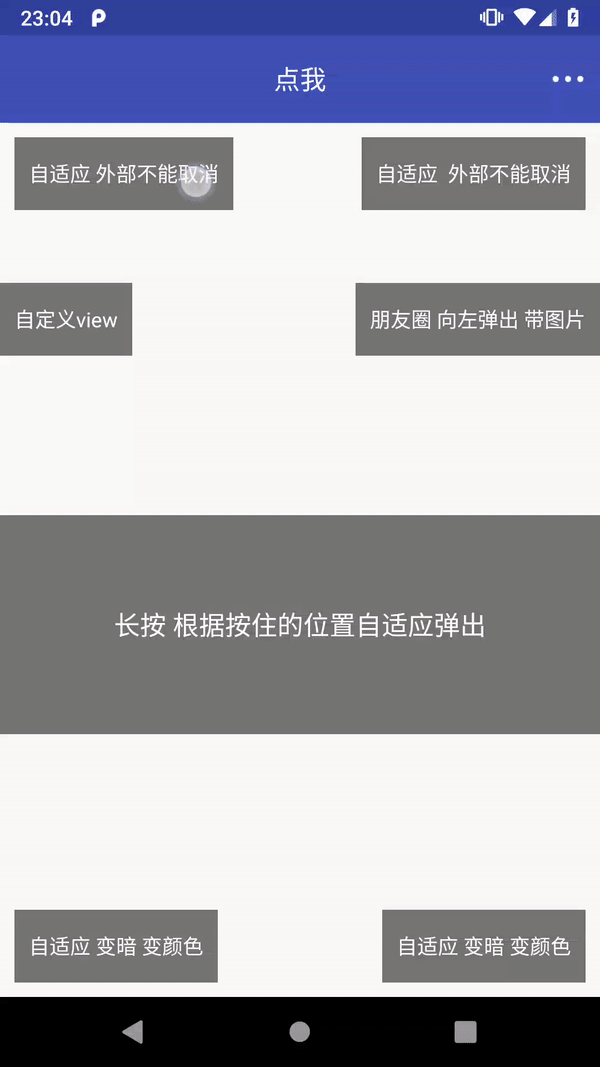 23:04
点我
自适应 外部不能取消
自适应  外部不能取消
自定义view
朋友圈 向左弹出 带图片
长按 根据按住的位置自适应弹出
自适应 变暗 变颜色
自适应 变暗 变颜色